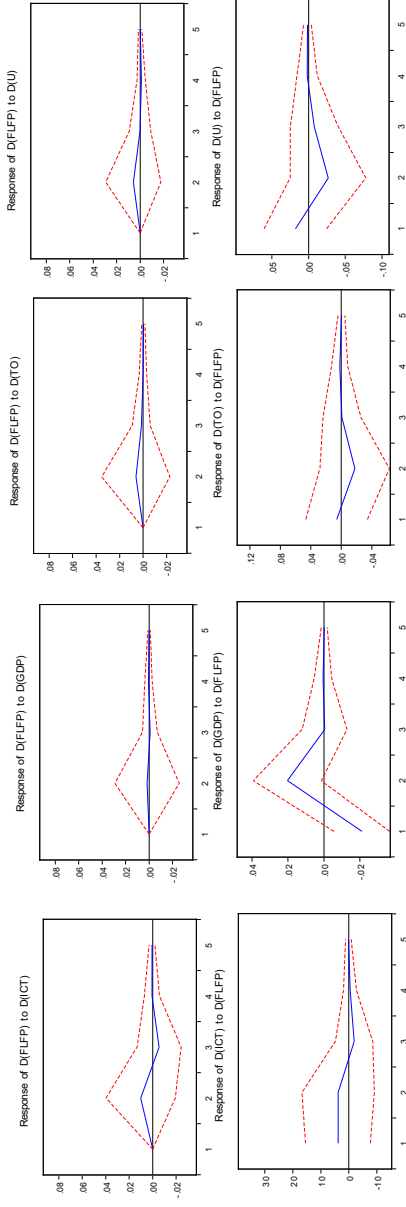 Response of D(FLFP) to D(ICT)
.08
.06
.04
.02
.00
-.02
1 2 3 4 5
Response of D(FLFP) to D(GDP)
.08
.06
.04
.02
.00
-.02
1 2 3 4 5
Response of D(FLFP) to D(TO)
.08
.06
.04
.02
.00
-.02
1 2 3 4 5
Response of D(FLFP) to D(U)
.08
.06
.04
.02
.00
-.02
1 2 3 4 5
Response of D(ICT) to D(FLFP)
30
20
10
0
-10
1 2 3 4 5
Response of D(GDP) to D(FLFP)
.04
.02
.00
-.02
1 2 3 4 5
Response of D(TO) to D(FLFP)
.12
.08
.04
.00
-.04
1 2 3 4 5
Response of D(U) to D(FLFP)
.05
.00
-.05
-.10
1 2 3 4 5